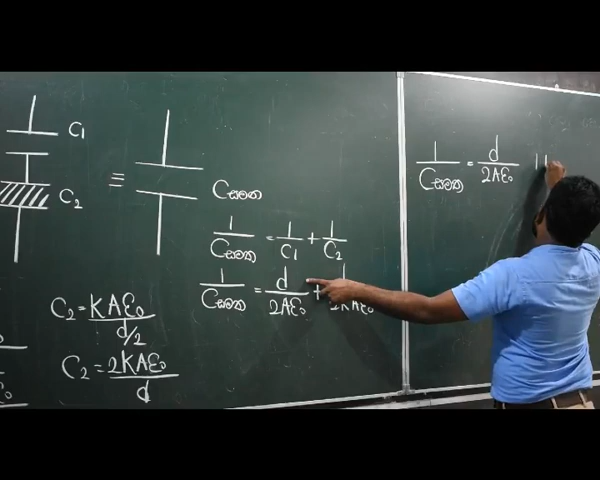 C₁
C₂
≡
Cසමක
1/Cසමක = 1/C₁ + 1/C₂
1/Cසමක = d/2Aε₀ + d/2KAε₀
C₂ = KAε₀/d/2
C₂ = 2KAε₀/d
1/Cසමක = d/2Aε₀